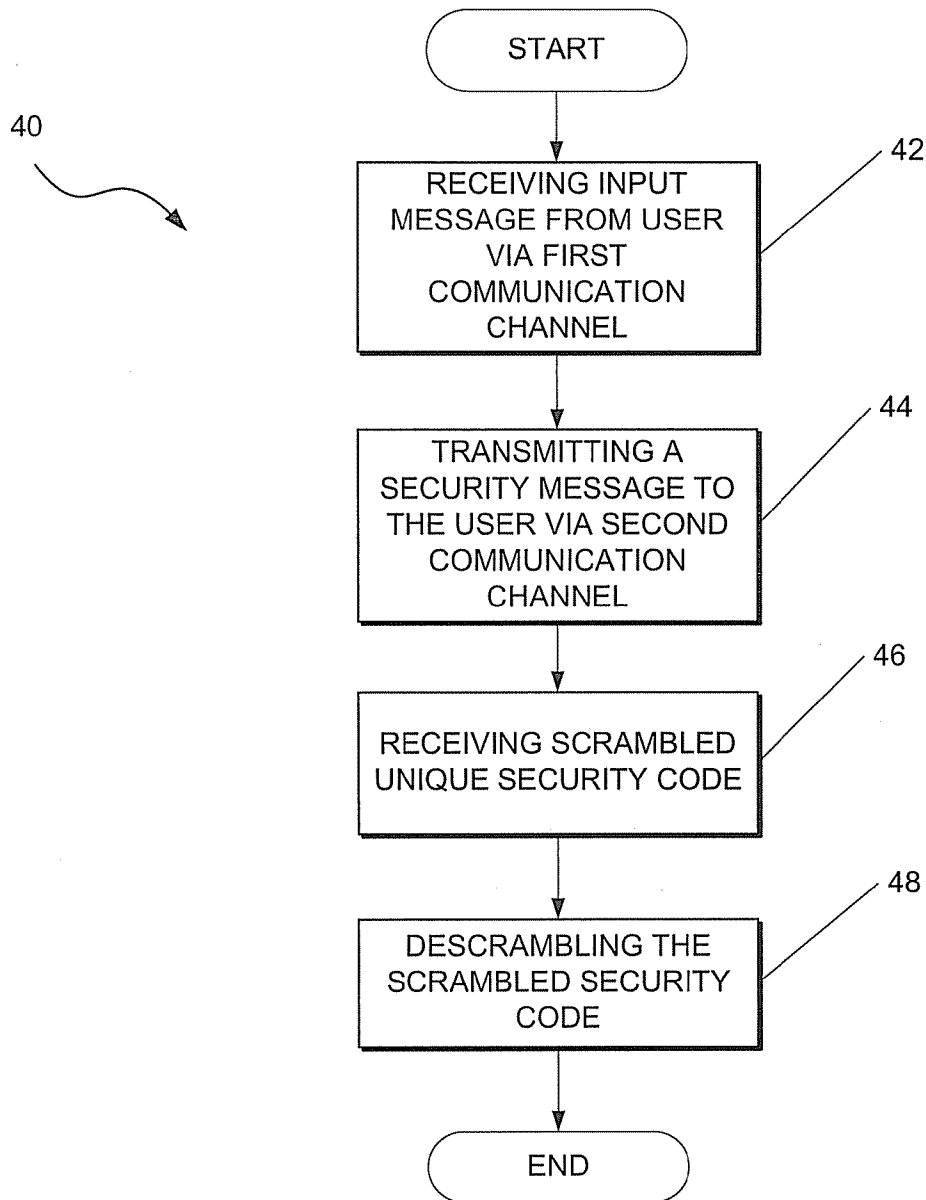 START
40
42
RECEIVING INPUT
MESSAGE FROM USER
VIA FIRST
COMMUNICATION
CHANNEL
44
TRANSMITTING A
SECURITY MESSAGE TO
THE USER VIA SECOND
COMMUNICATION
CHANNEL
46
RECEIVING SCRAMBLED
UNIQUE SECURITY CODE
48
DESCRAMBLING THE
SCRAMBLED SECURITY
CODE
END